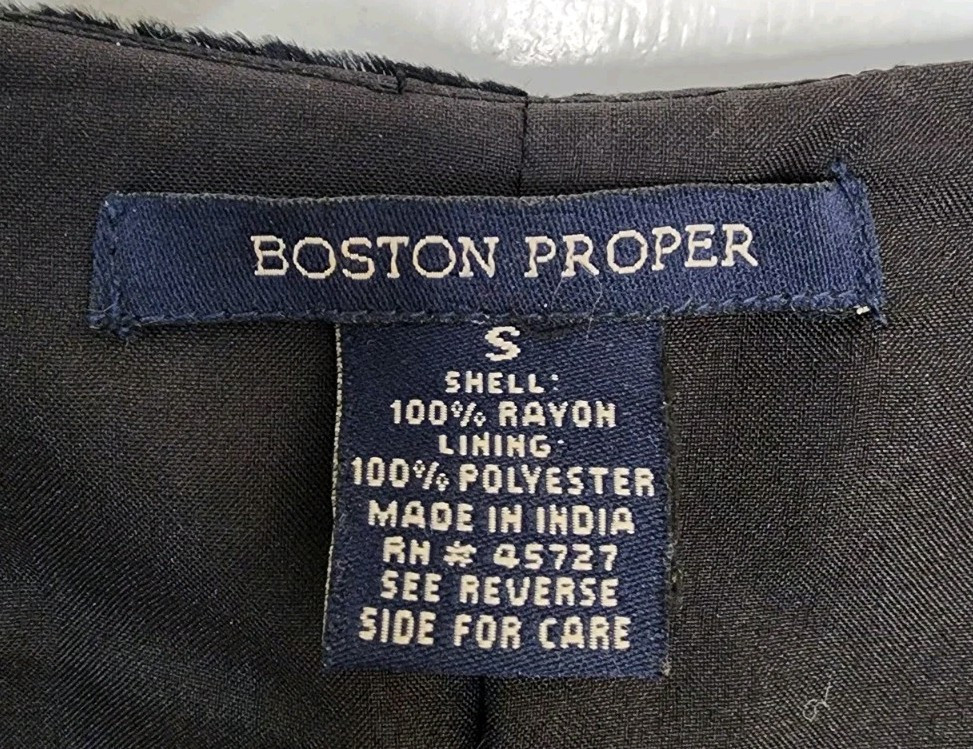 BOSTON PROPER
S
SHELL:
100% RAYON
LINING:
100% POLYESTER
MADE IN INDIA
RN # 45727
SEE REVERSE
SIDE FOR CARE